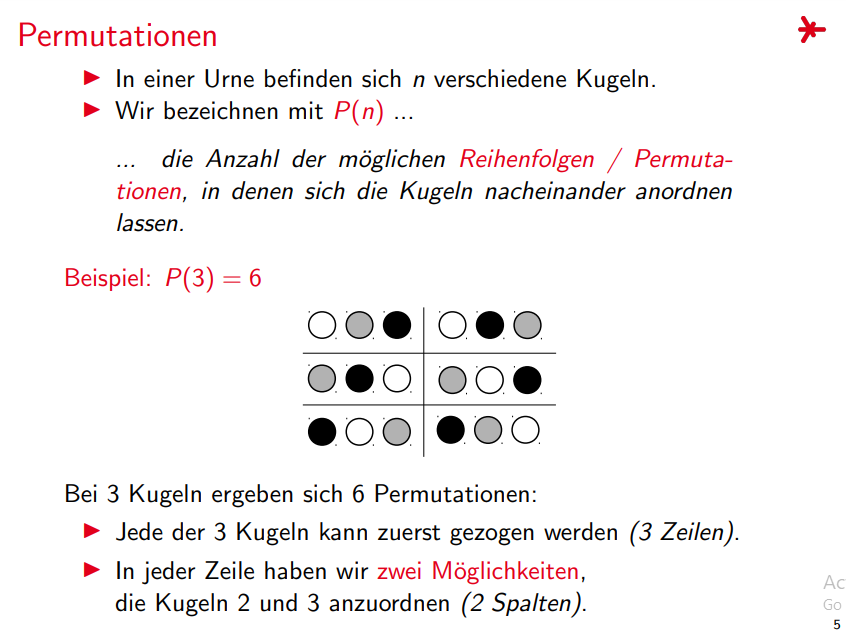 Permutationen
▶ In einer Urne befinden sich n verschiedene Kugeln.
▶ Wir bezeichnen mit P(n) ...
... die Anzahl der möglichen Reihenfolgen / Permuta-
tionen, in denen sich die Kugeln nacheinander anordnen
lassen.
Beispiel: P(3) = 6
Bei 3 Kugeln ergeben sich 6 Permutationen:
▶ Jede der 3 Kugeln kann zuerst gezogen werden (3 Zeilen).
▶ In jeder Zeile haben wir zwei Möglichkeiten,
die Kugeln 2 und 3 anzuordnen (2 Spalten).
Ac
Go
5